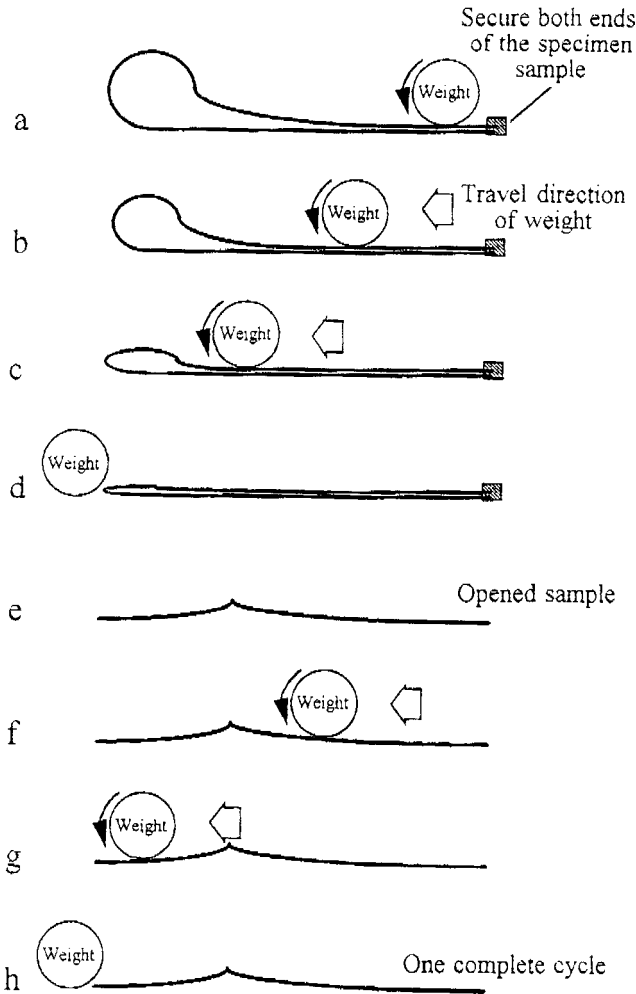 Secure both ends
of the specimen
sample
Weight
a
Weight
Travel direction
of weight
b
Weight
c
Weight
d
Opened sample
e
Weight
f
Weight
g
Weight
One complete cycle
h